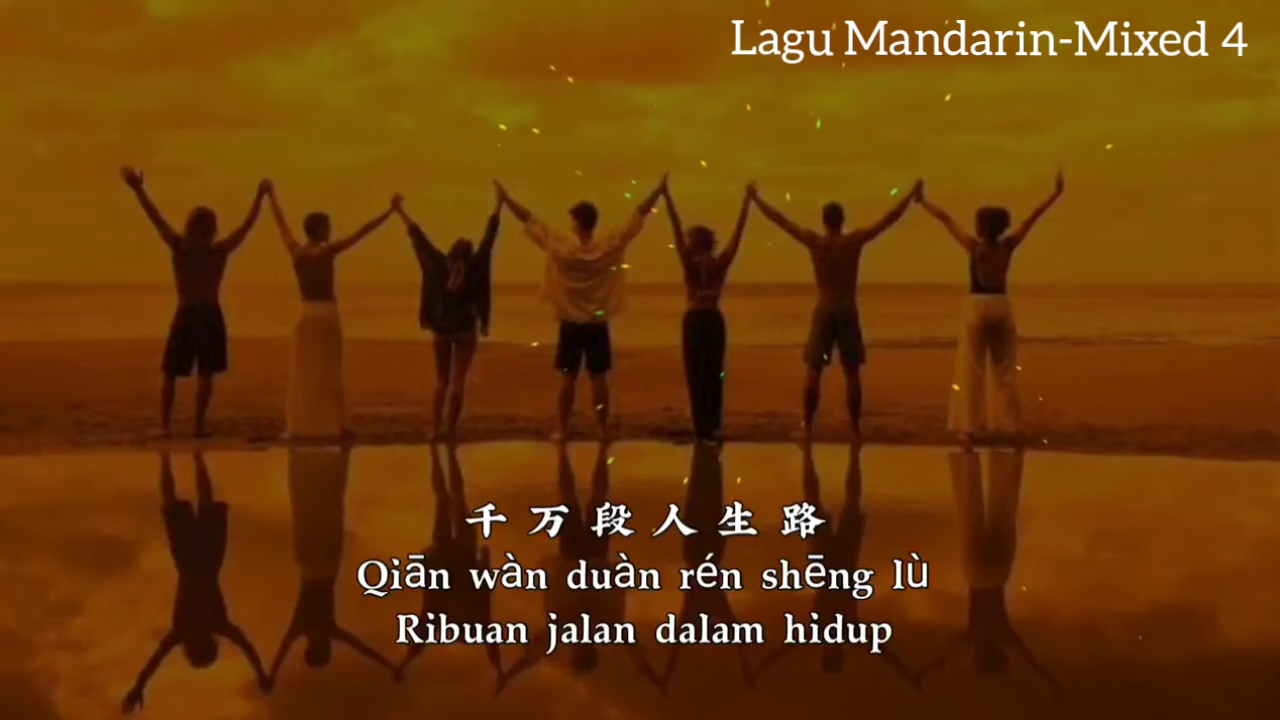 Lagu Mandarin-Mixed 4
千万段人生路
Qiān wàn duàn rén shēng lù
Ribuan jalan dalam hidup